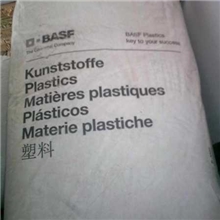 BASF
The Chemical Company
BASF Plastics
key to your success
Kunststoffe
Plastics
Matières plastiques
Plásticos
Materie plastiche
塑料